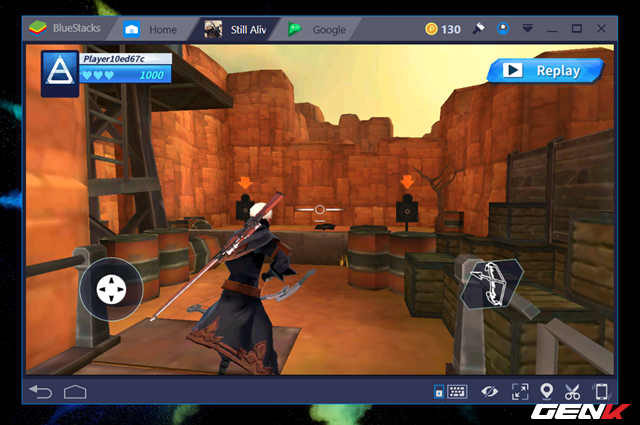 BlueStacks
Home
Still Aliv
Google
130
Player10ed67c
1000
Replay
GENK